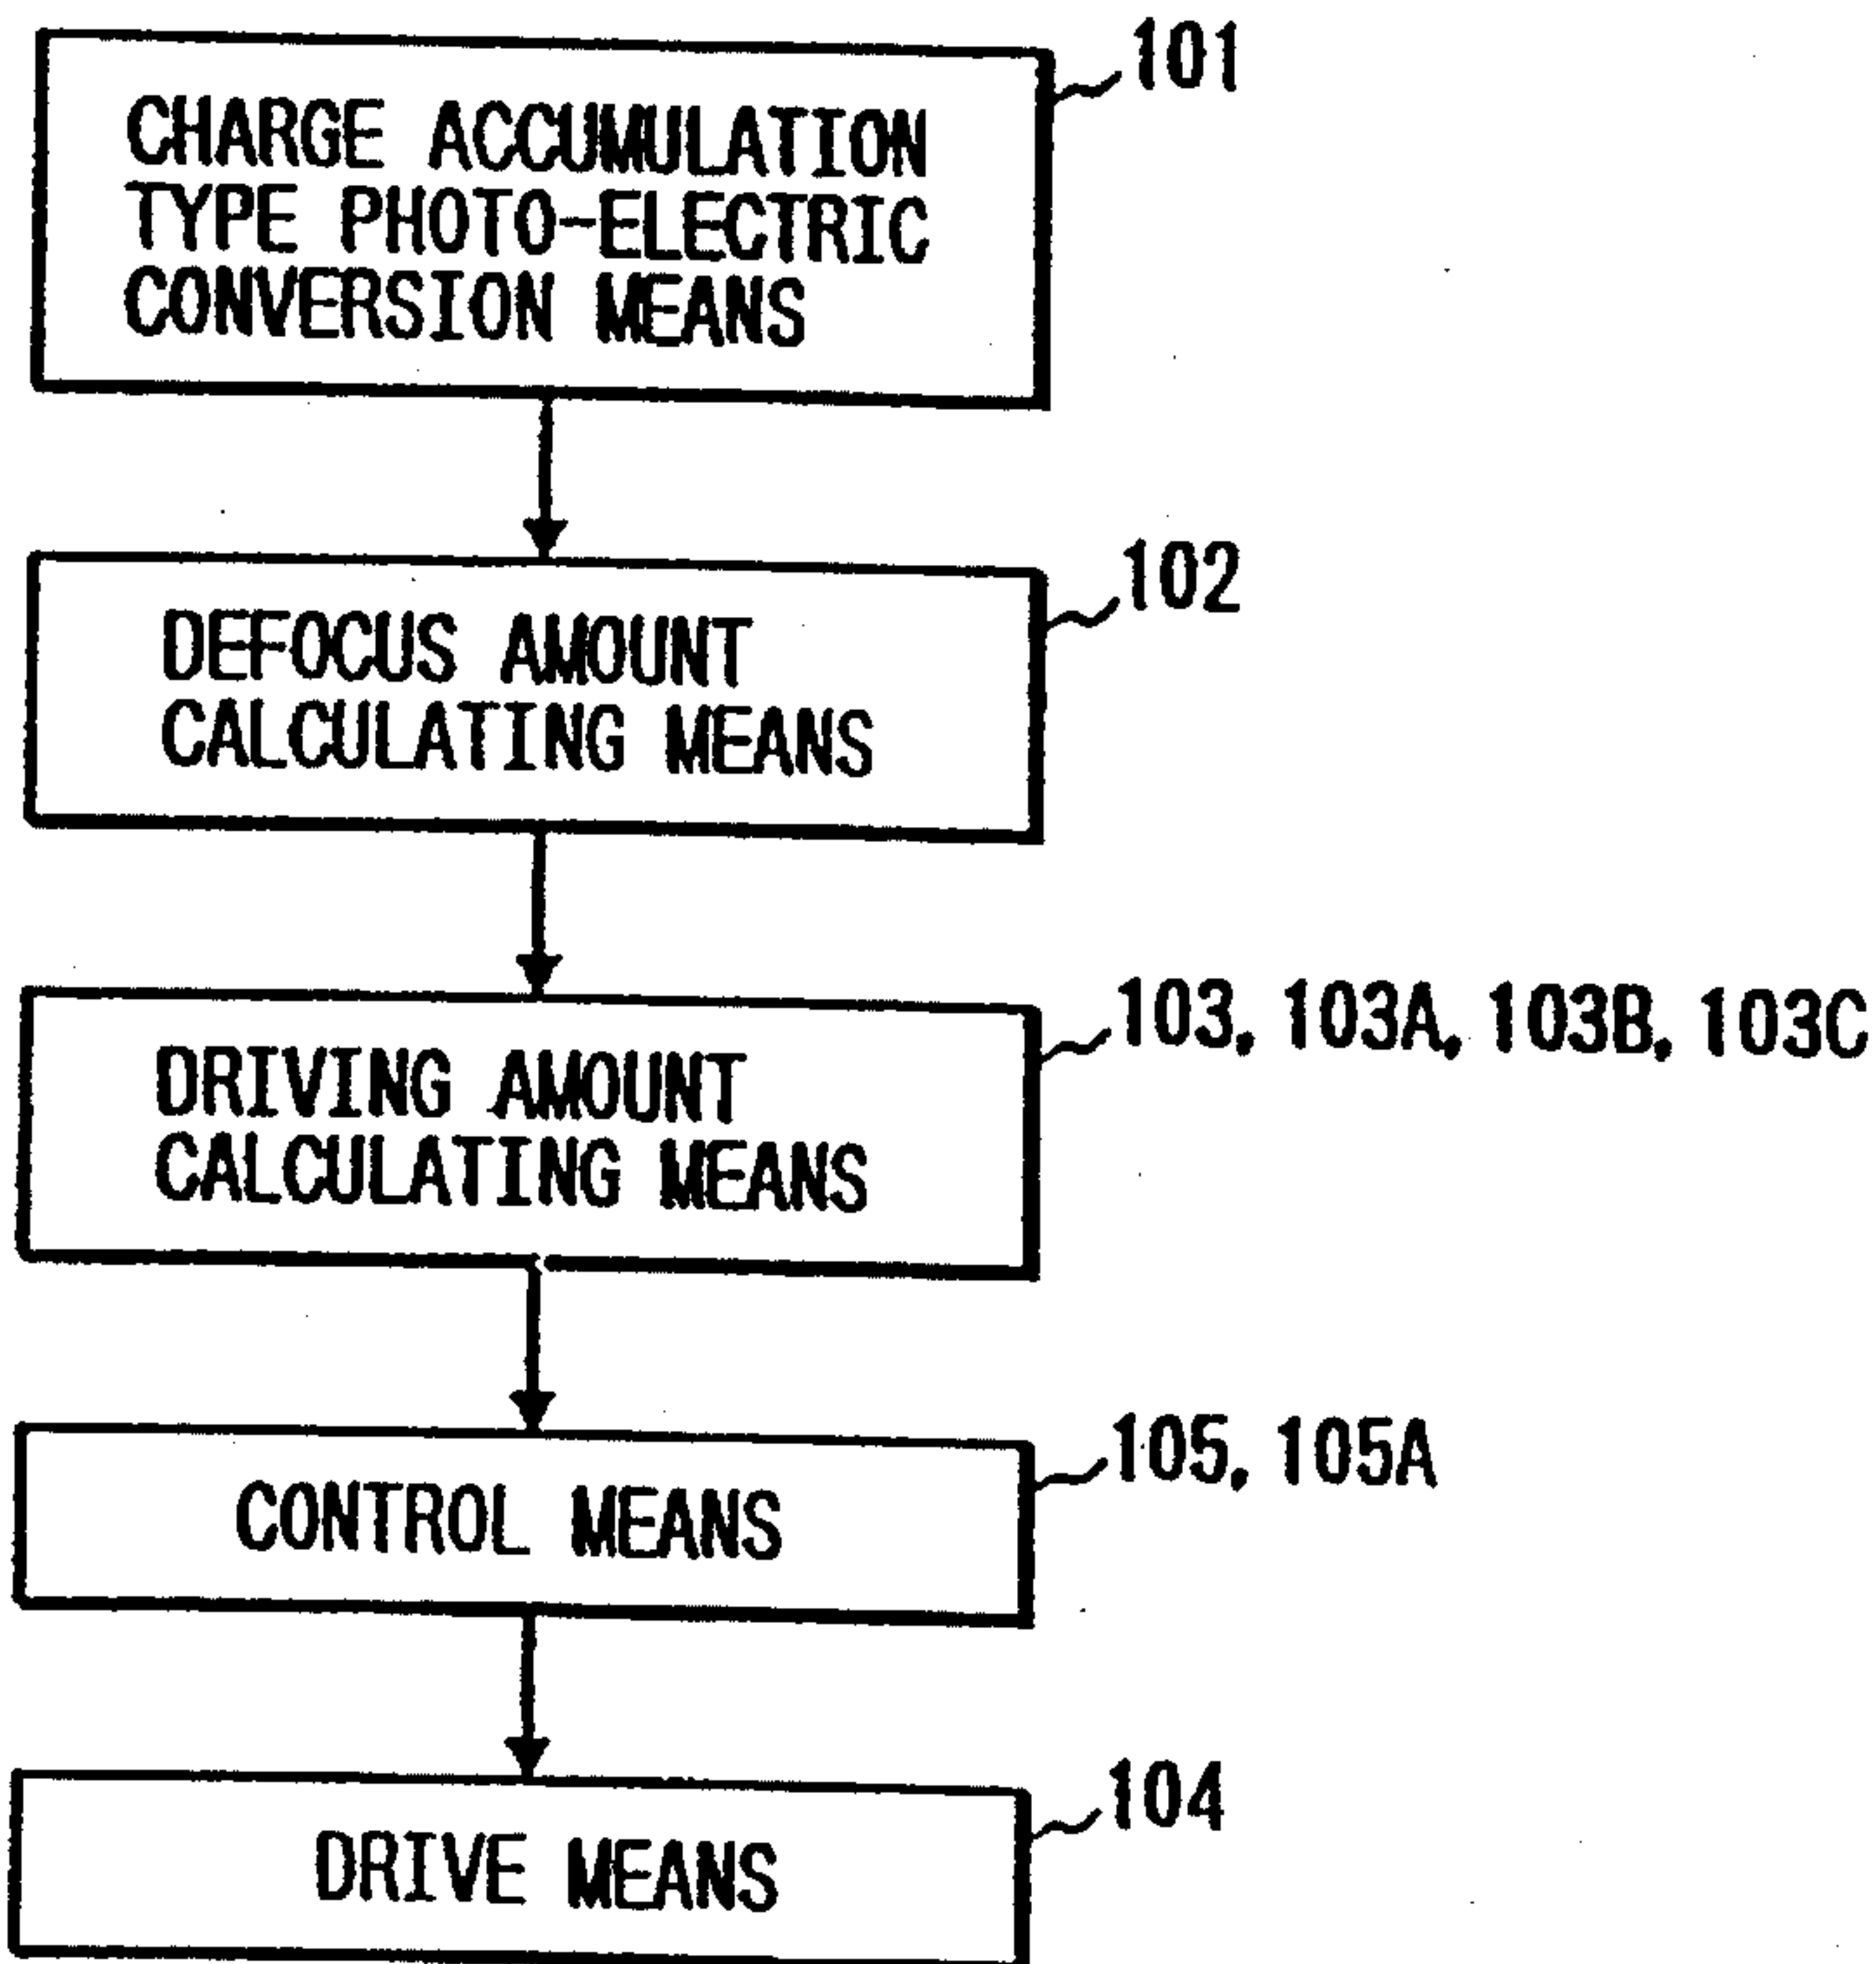 101
CHARGE ACCUMULATION
TYPE PHOTO-ELECTRIC
CONVERSION MEANS
102
DEFOCUS AMOUNT
CALCULATING MEANS
103, 103A, 103B, 103C
DRIVING AMOUNT
CALCULATING MEANS
105, 105A
CONTROL MEANS
104
DRIVE MEANS